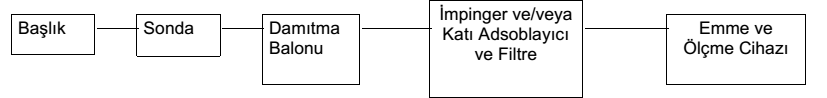 Başlık
Sonda
Damıtma
Balonu
İmpinger ve/veya
Katı Adsoblayıcı
ve Filtre
Emme ve
Ölçme Cihazı